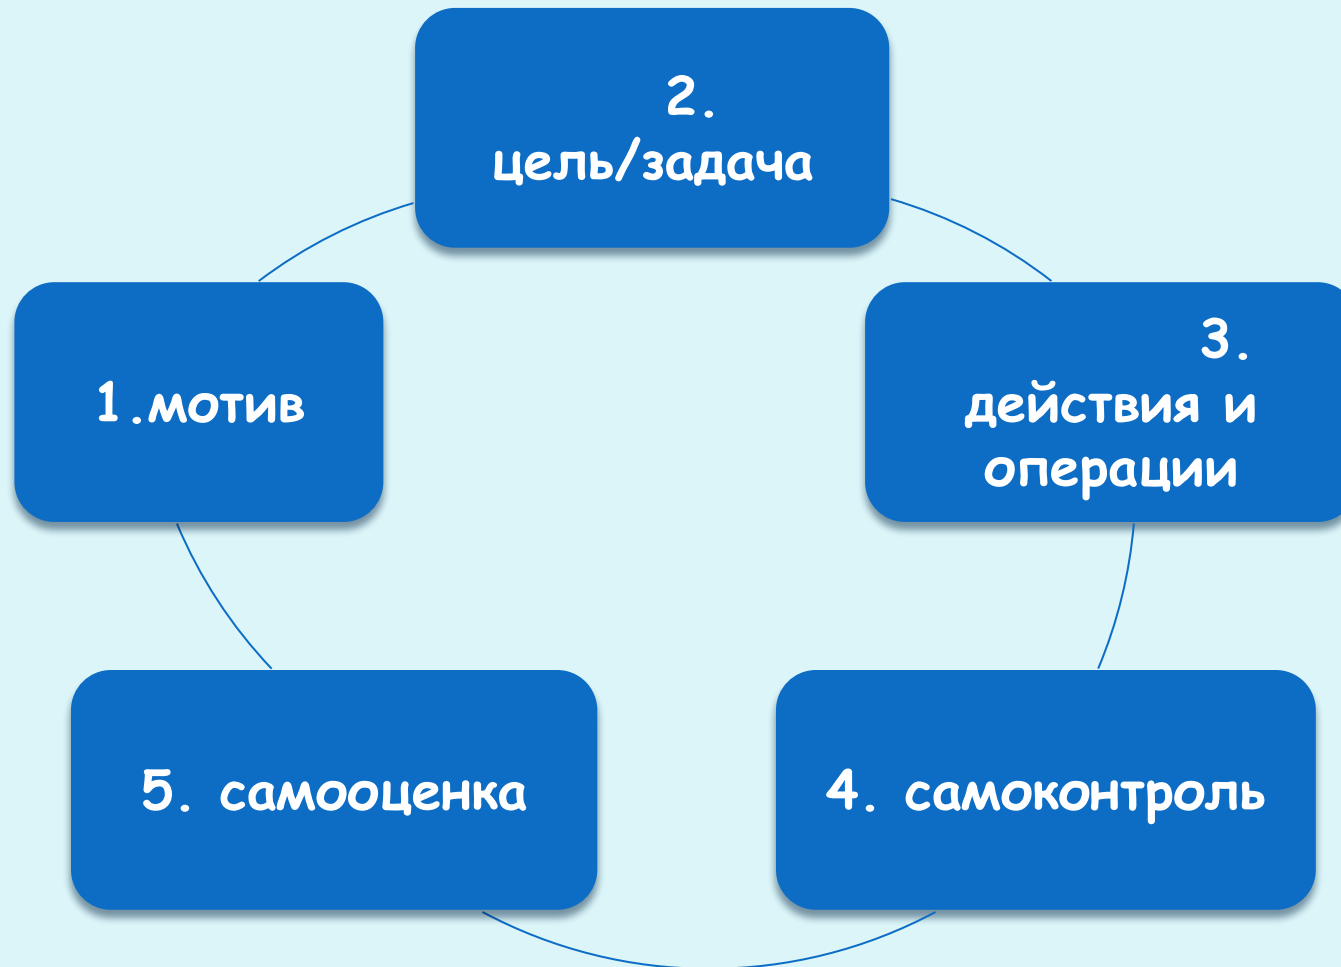 1.мотив
2.
цель/задача
3.
действия и
операции
4. самоконтроль
5. самооценка